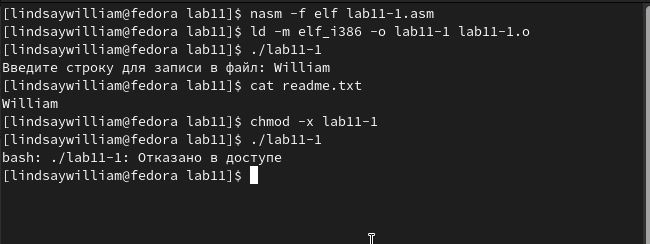 [lindsaywilliam@fedora lab11]$ nasm -f elf lab11-1.asm
[lindsaywilliam@fedora lab11]$ ld -m elf_i386 -o lab11-1 lab11-1.o
[lindsaywilliam@fedora lab11]$ ./lab11-1
Введите строку для записи в файл: William
[lindsaywilliam@fedora lab11]$ cat readme.txt
William
[lindsaywilliam@fedora lab11]$ chmod -x lab11-1
[lindsaywilliam@fedora lab11]$ ./lab11-1
bash: ./lab11-1: Отказано в доступе
[lindsaywilliam@fedora lab11]$